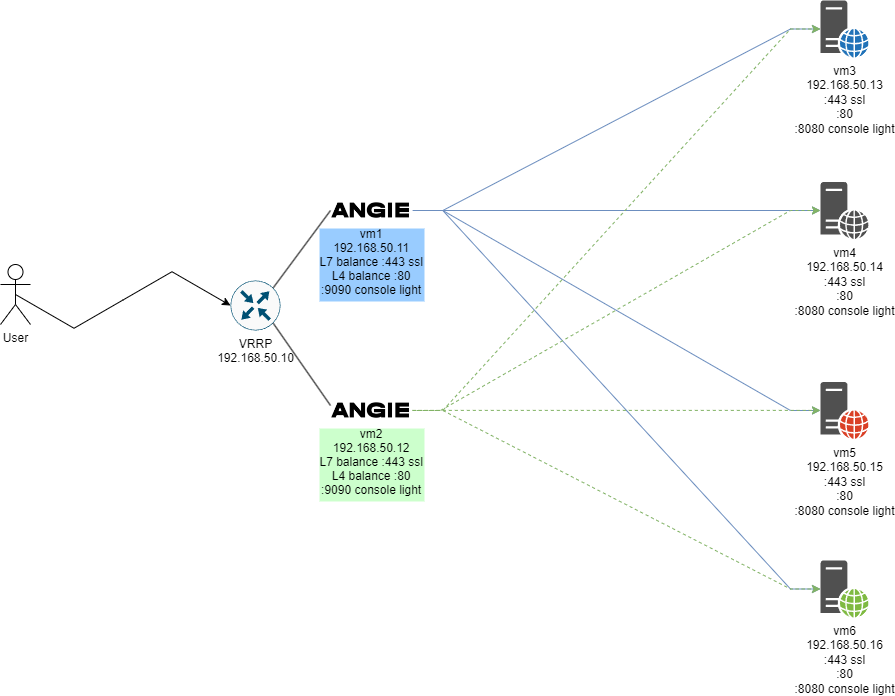 vm3
192.168.50.13
:443 ssl
:80
:8080 console light
ANGIE
vm1
192.168.50.11
L7 balance :443 ssl
L4 balance :80
:9090 console light
vm4
192.168.50.14
:443 ssl
:80
:8080 console light
User
VRRP
192.168.50.10
ANGIE
vm2
192.168.50.12
L7 balance :443 ssl
L4 balance :80
:9090 console light
vm5
192.168.50.15
:443 ssl
:80
:8080 console light
vm6
192.168.50.16
:443 ssl
:80
:8080 console light